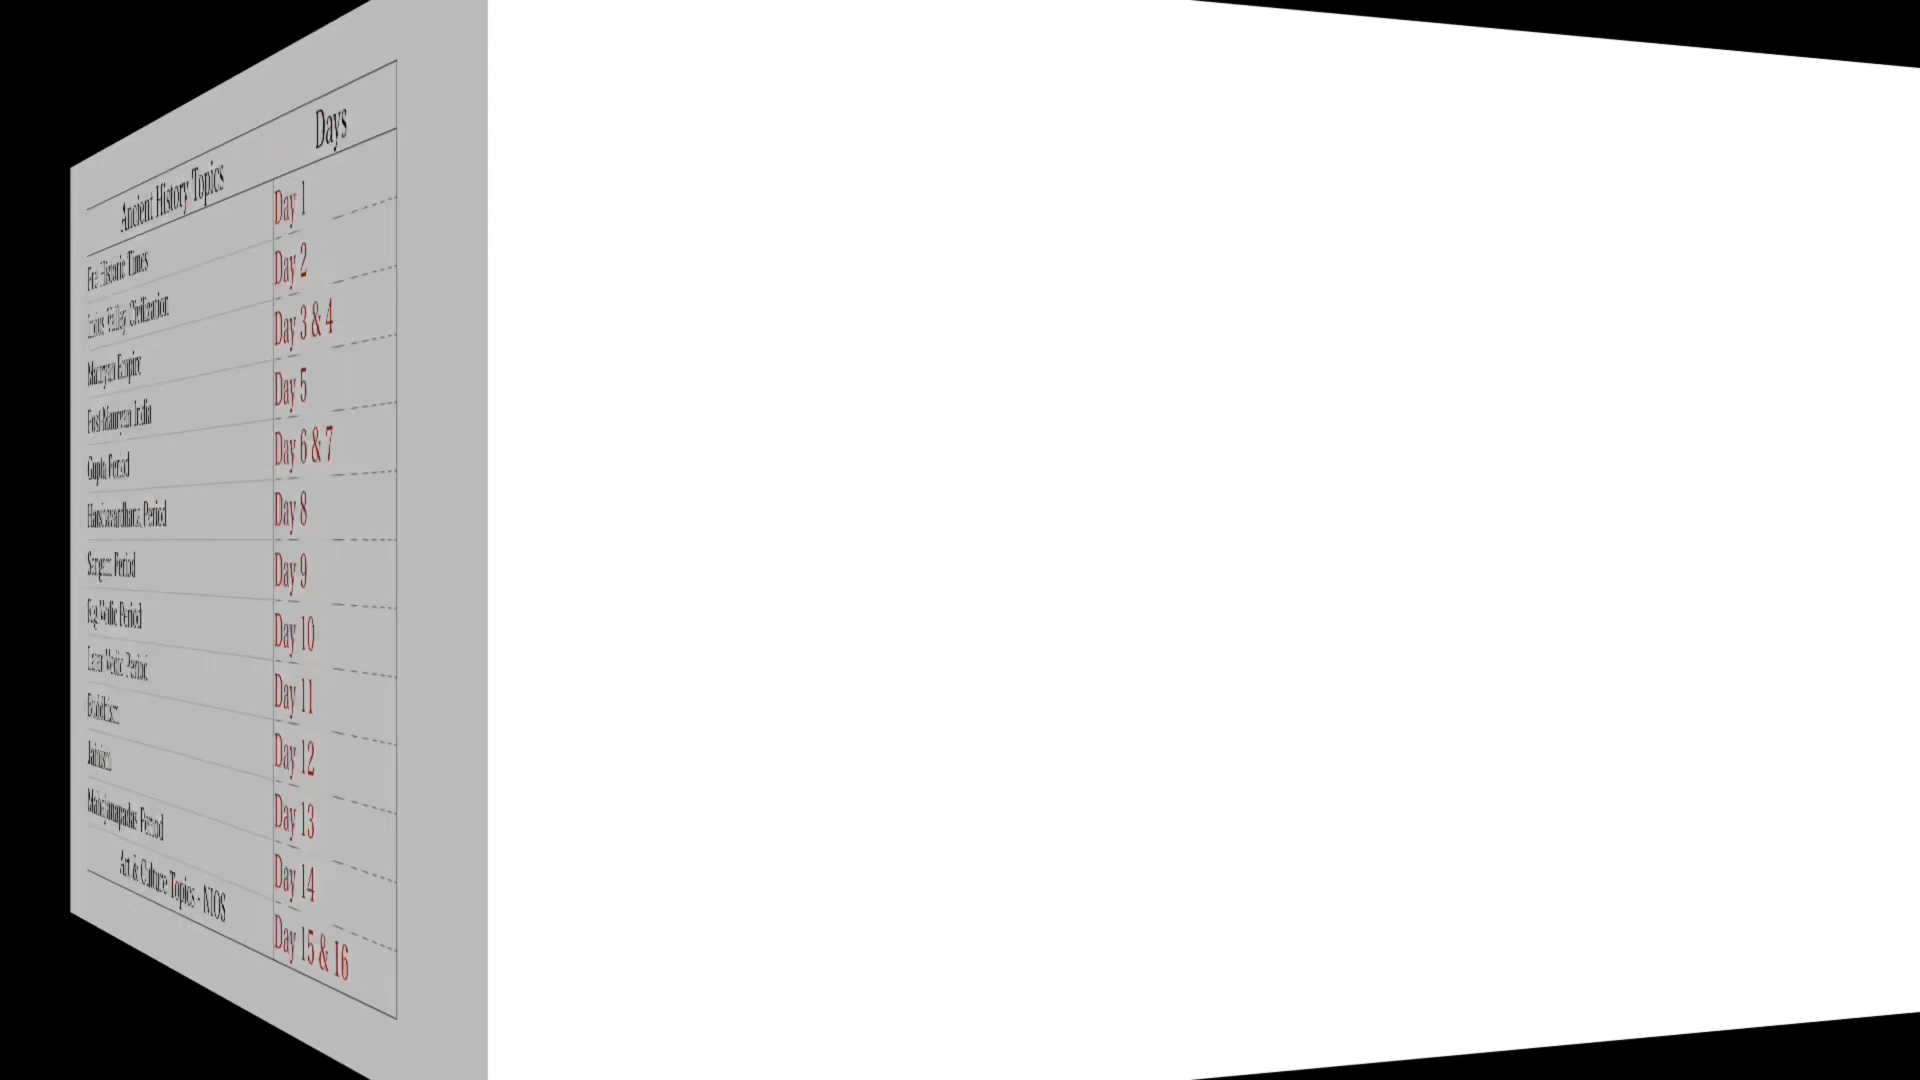 Ancient History Topics Days
Pre Historic Times Day 1
Indus Valley Civilization Day 2
Mauryan Empire Day 3 & 4
Post-Mauryan India Day 5
Gupta Period Day 6 & 7
Harshavardhana Period Day 8
Sangam Period Day 9
Rig Vedic Period Day 10
Later Vedic Period Day 11
Buddhism Day 12
Jainism Day 13
Mahajanapadas Period Day 14
Art & Culture Topics - NIOS Day 15 & 16